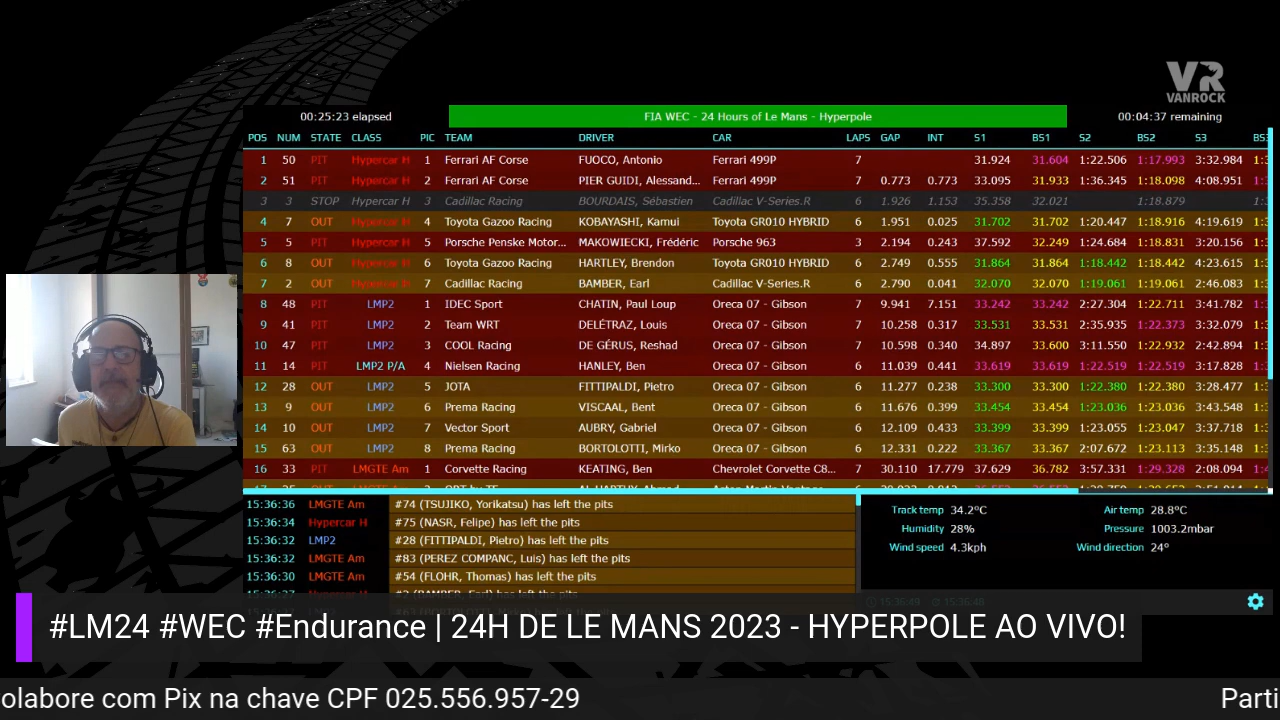 VR
VANROCK
00:25:23 elapsed FIA WEC - 24 Hours of Le Mans - Hyperpole 00:04:37 remaining
POS NUM STATE CLASS PIC TEAM DRIVER CAR LAPS GAP INT S1 BS1 S2 BS2 S3 BS3
1 50 PIT Hypercar H 1 Ferrari AF Corse FUOCO, Antonio Ferrari 499P 7 31.924 31.604 1:22.506 1:17.993 3:32.984
2 51 PIT Hypercar H 2 Ferrari AF Corse PIER GUIDI, Alessand... Ferrari 499P 7 0.773 0.773 33.095 31.933 1:36.345 1:18.098 4:08.951
3 3 STOP Hypercar H 3 Cadillac Racing BOURDAIS, Sébastien Cadillac V-Series.R 6 1.926 1.153 35.358 32.021 1:18.879
4 7 OUT Hypercar H 4 Toyota Gazoo Racing KOBAYASHI, Kamui Toyota GR010 HYBRID 6 1.951 0.025 31.702 31.702 1:20.447 1:18.916 4:19.619
5 5 PIT Hypercar H 5 Porsche Penske Motor... MAKOWIECKI, Frédéric Porsche 963 3 2.194 0.243 37.592 32.249 1:24.684 1:18.831 3:20.156
6 8 OUT Hypercar H 6 Toyota Gazoo Racing HARTLEY, Brendon Toyota GR010 HYBRID 6 2.749 0.555 31.864 31.864 1:18.442 1:18.442 4:23.615
7 2 OUT Hypercar H 7 Cadillac Racing BAMBER, Earl Cadillac V-Series.R 6 2.790 0.041 32.070 32.070 1:19.061 1:19.061 2:46.083
8 48 PIT LMP2 1 IDEC Sport CHATIN, Paul Loup Oreca 07 - Gibson 6 9.941 7.151 33.242 33.242 2:27.304 1:22.711 3:41.782
9 41 PIT LMP2 2 Team WRT DELÉTRAZ, Louis Oreca 07 - Gibson 7 10.258 0.317 33.531 33.531 2:35.935 1:22.373 3:32.079
10 47 PIT LMP2 3 COOL Racing DE GÉRUS, Reshad Oreca 07 - Gibson 7 10.598 0.340 34.897 33.600 3:11.550 1:22.932 2:42.894
11 14 PIT LMP2 P/A 4 Nielsen Racing HANLEY, Ben Oreca 07 - Gibson 6 11.039 0.441 33.619 33.619 1:22.519 1:22.519 3:17.828
12 28 OUT LMP2 5 JOTA FITTIPALDI, Pietro Oreca 07 - Gibson 6 11.277 0.238 33.300 33.300 1:22.380 1:22.380 3:28.477
13 9 OUT LMP2 6 Prema Racing VISCAAL, Bent Oreca 07 - Gibson 6 11.676 0.399 33.454 33.454 1:23.036 1:23.036 3:43.548
14 10 OUT LMP2 7 Vector Sport AUBRY, Gabriel Oreca 07 - Gibson 6 12.109 0.433 33.399 33.399 1:23.055 1:23.047 3:37.718
15 63 OUT LMP2 8 Prema Racing BORTOLOTTI, Mirko Oreca 07 - Gibson 6 12.331 0.222 33.367 33.367 2:07.672 1:23.113 3:35.148
16 33 PIT LMGTE Am 1 Corvette Racing KEATING, Ben Chevrolet Corvette C8... 7 30.110 17.779 37.629 36.782 3:57.331 1:29.328 2:08.094
15:36:36 LMGTE Am #74 (TSUJIKO, Yorikatsu) has left the pits
15:36:34 Hypercar H #75 (NASR, Felipe) has left the pits
15:36:32 LMP2 #28 (FITTIPALDI, Pietro) has left the pits
15:36:32 LMGTE Am #83 (PEREZ COMPANC, Luis) has left the pits
15:36:30 LMGTE Am #54 (FLOHR, Thomas) has left the pits
Track temp 34.2°C Air temp 28.8°C
Humidity 28% Pressure 1003.2mbar
Wind speed 4.3kph Wind direction 24°
#LM24 #WEC #Endurance | 24H DE LE MANS 2023 - HYPERPOLE AO VIVO!
olabore com Pix na chave CPF 025.556.957-29 Parti